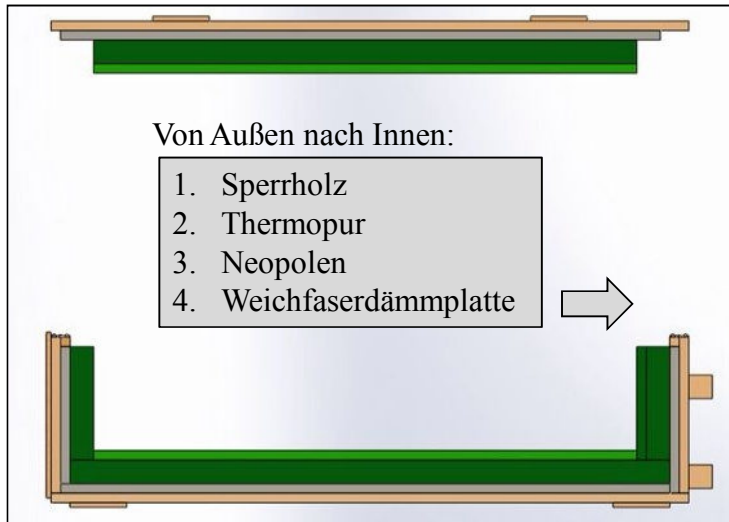 Von Außen nach Innen:
1. Sperrholz
2. Thermopur
3. Neopolen
4. Weichfaserdämmplatte